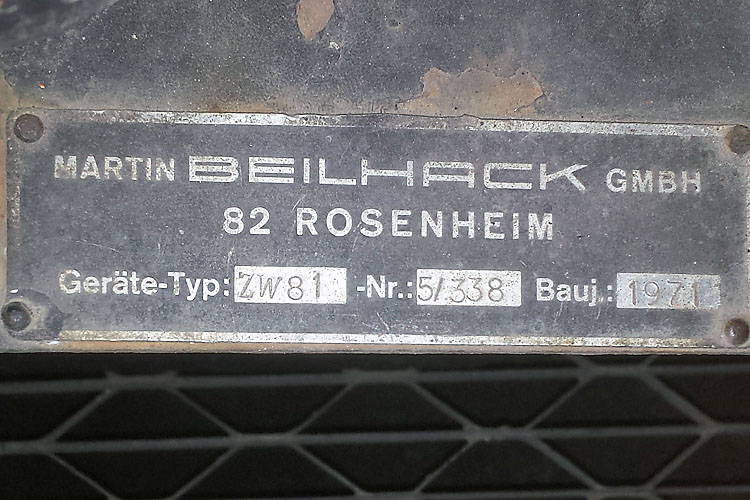 MARTIN BEILHACK GMBH
82 ROSENHEIM
Geräte-Typ: ZW81 -Nr.: 5/338 Bauj.: 1971